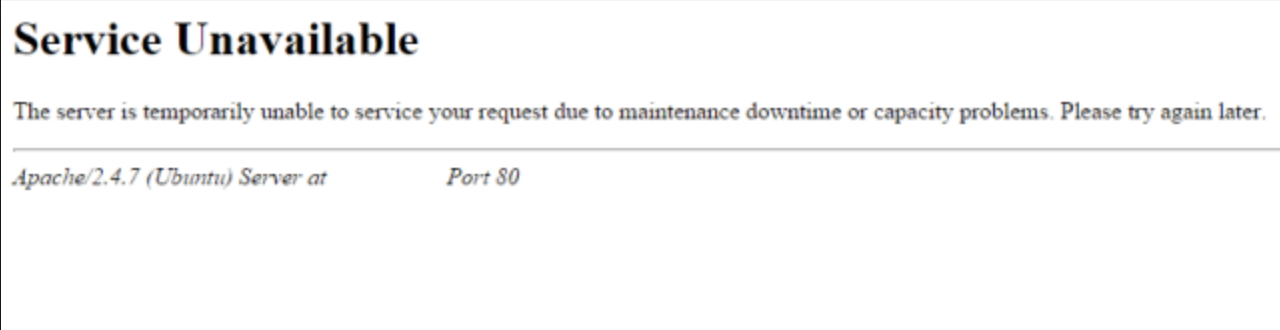 Service Unavailable
The server is temporarily unable to service your request due to maintenance downtime or capacity problems. Please try again later.
Apache/2.4.7 (Ubuntu) Server at Port 80